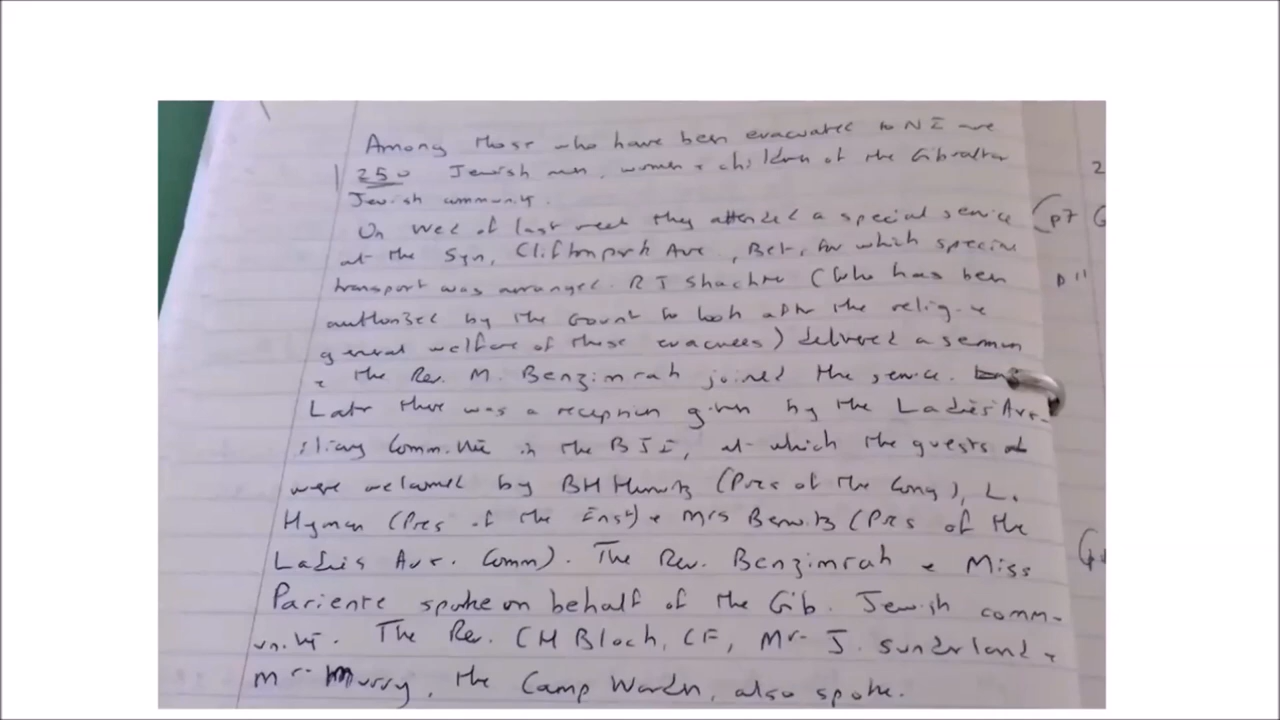 Among those who have been evacuated to NI are
250 Jewish men, women + children of the Gibraltar
Jewish community.
On Wed of last week they attended a special service (p7
at the Syn, Cliftonpark Ave., Bel, for which special
transport was arranged. R J Shachter (who has been p11
authorised by the Govnt to look after the relig. +
general welfare of these evacuees) delivered a sermon
+ the Rev. M. Benzimrah joined the service.
Later there was a reception given by the Ladies' Aux-
iliary Committee in the BJI, at which the guests
were welcomed by BH Hurwitz (Pres of the Cong), L.
Hyman (Pres of the Inst) + Mrs Berwitz (Pres of the
Ladies Aux. Comm). The Rev. Benzimrah + Miss
Pariente spoke on behalf of the Gib. Jewish comm-
unity. The Rev. CH Bloch, CF, Mr J. Sunderland +
Mr Murry, the Camp Warden, also spoke.
2